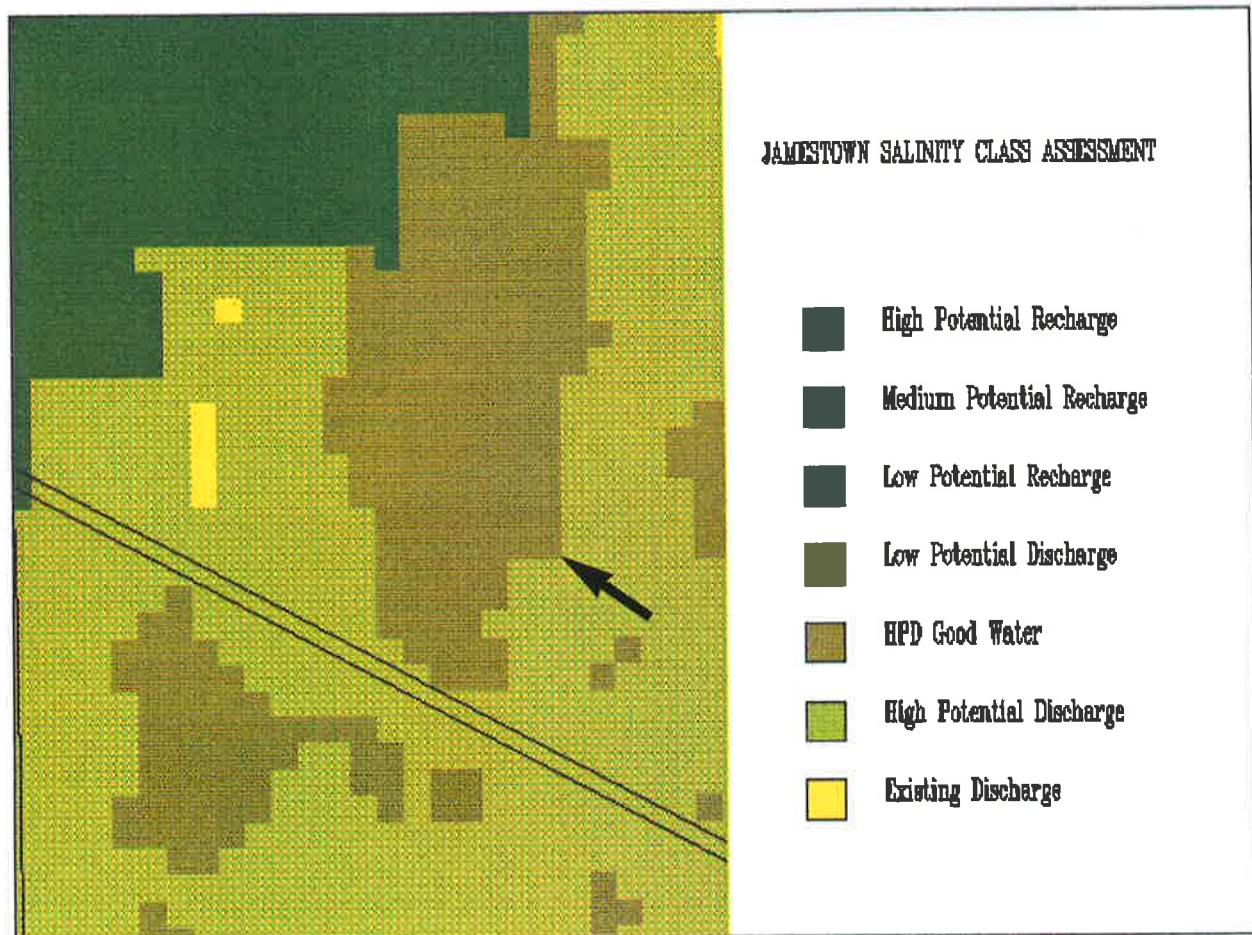 JAMESTOWN SALINITY CLASS ASSESSMENT
High Potential Recharge
Medium Potential Recharge
Low Potential Recharge
Low Potential Discharge
HPD Good Water
High Potential Discharge
Existing Discharge